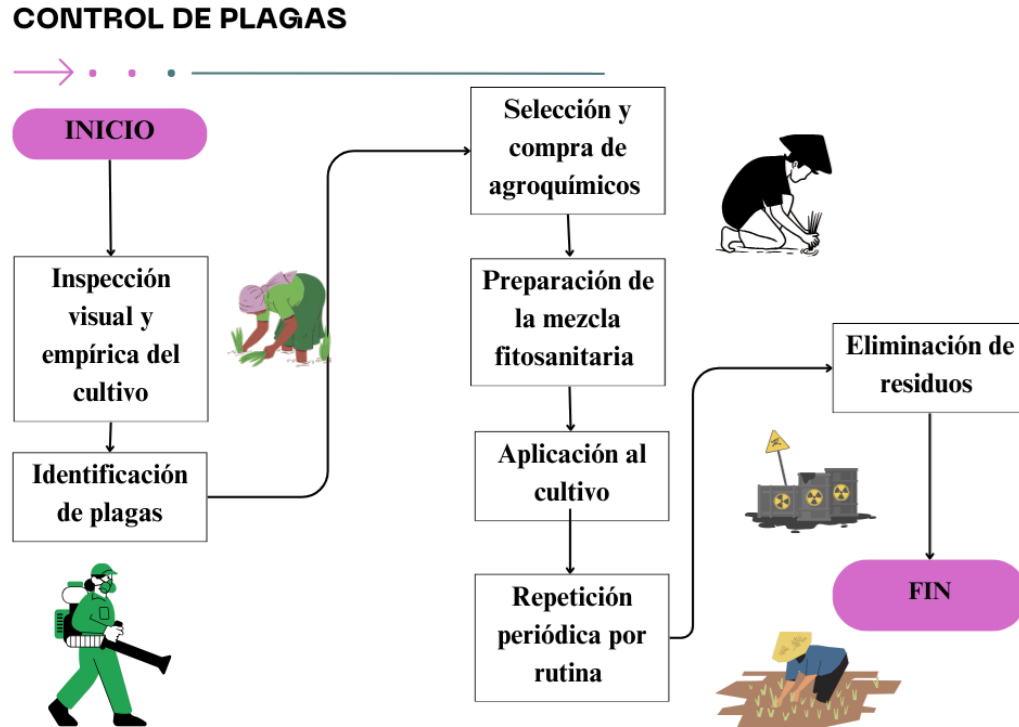 CONTROL DE PLAGAS
INICIO
Inspección
visual y
empírica del
cultivo
Identificación
de plagas
Selección y
compra de
agroquímicos
Preparación de
la mezcla
fitosanitaria
Aplicación al
cultivo
Repetición
periódica por
rutina
Eliminación de
residuos
FIN